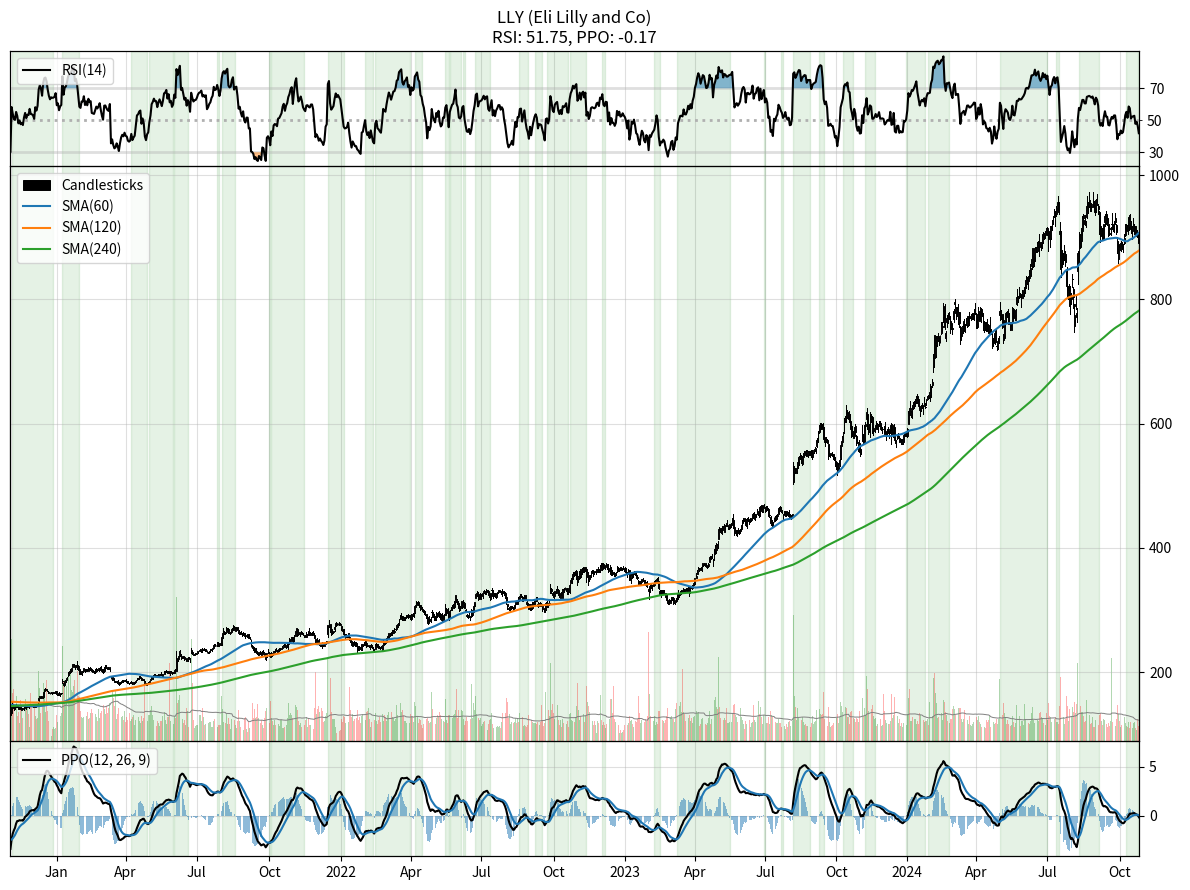 LLY (Eli Lilly and Co)
RSI: 51.75, PPO: -0.17
RSI(14)
70
50
30
Candlesticks
SMA(60)
SMA(120)
SMA(240)
1000
800
600
400
200
PPO(12, 26, 9)
5
0
Jan Apr Jul Oct 2022 Apr Jul Oct 2023 Apr Jul Oct 2024 Apr Jul Oct